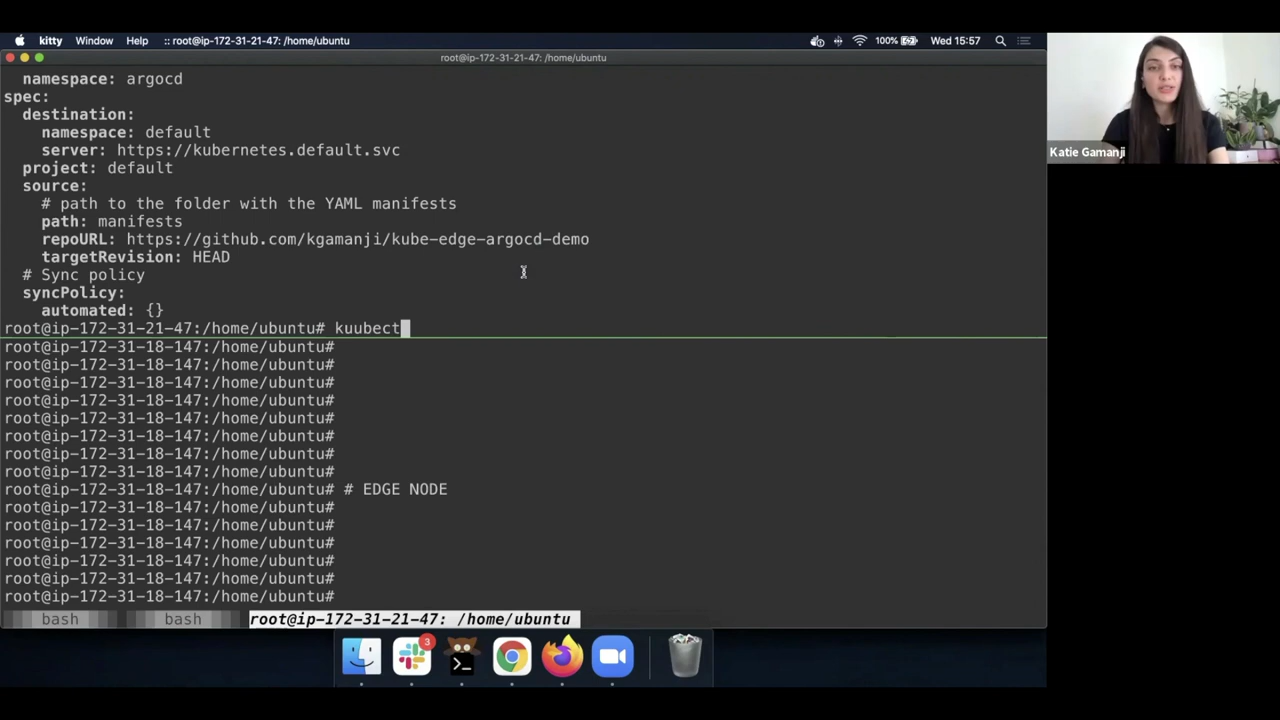 kitty Window Help :: root@ip-172-31-21-47: /home/ubuntu 100% Wed 15:57
root@ip-172-31-21-47: /home/ubuntu
namespace: argocd
spec:
destination:
namespace: default
server: https://kubernetes.default.svc
project: default
source:
# path to the folder with the YAML manifests
path: manifests
repoURL: https://github.com/kgamanji/kube-edge-argocd-demo
targetRevision: HEAD
# Sync policy
syncPolicy:
automated: {}
root@ip-172-31-21-47:/home/ubuntu# kuubect
root@ip-172-31-18-147:/home/ubuntu#
root@ip-172-31-18-147:/home/ubuntu#
root@ip-172-31-18-147:/home/ubuntu#
root@ip-172-31-18-147:/home/ubuntu#
root@ip-172-31-18-147:/home/ubuntu#
root@ip-172-31-18-147:/home/ubuntu#
root@ip-172-31-18-147:/home/ubuntu#
root@ip-172-31-18-147:/home/ubuntu#
root@ip-172-31-18-147:/home/ubuntu# # EDGE NODE
root@ip-172-31-18-147:/home/ubuntu#
root@ip-172-31-18-147:/home/ubuntu#
root@ip-172-31-18-147:/home/ubuntu#
root@ip-172-31-18-147:/home/ubuntu#
root@ip-172-31-18-147:/home/ubuntu#
root@ip-172-31-18-147:/home/ubuntu#
bash bash root@ip-172-31-21-47: /home/ubuntu
3
Katie Gamanji